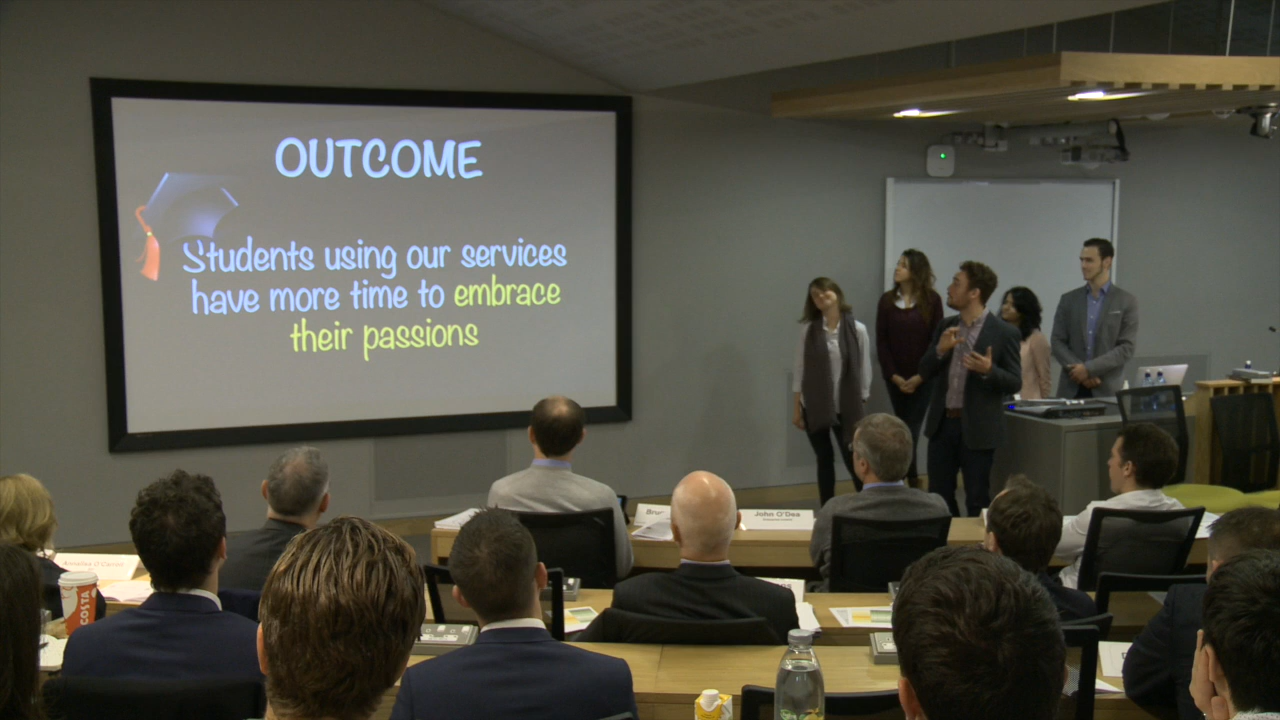 OUTCOME
Students using our services
have more time to embrace
their passions
John O'Dea
COSTA